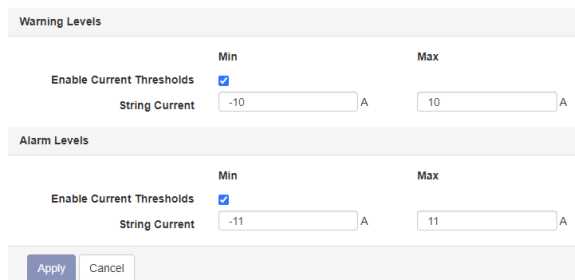 Warning Levels
Min Max
Enable Current Thresholds
String Current -10 A 10 A
Alarm Levels
Min Max
Enable Current Thresholds
String Current -11 A 11 A
Apply Cancel